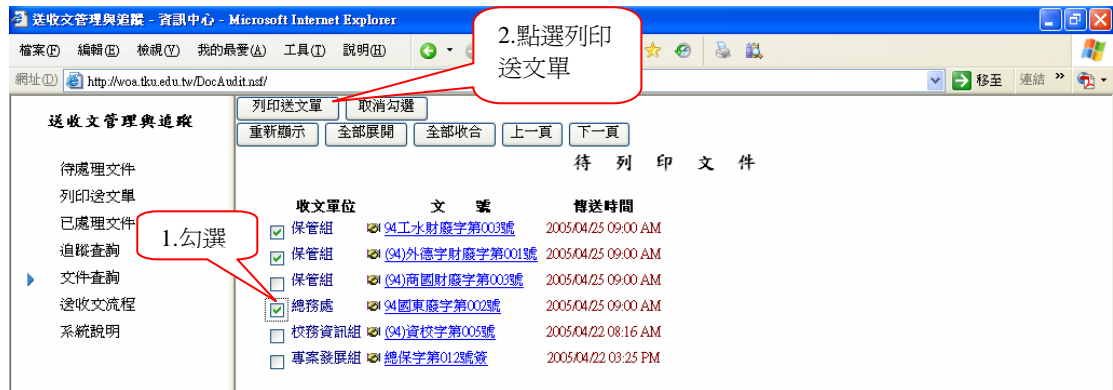 送收文管理與追蹤 - 資訊中心 - Microsoft Internet Explorer
檔案(F) 編輯(E) 檢視(V) 我的最愛(A) 工具(T) 說明(H)
2.點選列印
送文單
網址(D) http://woa.tku.edu.tw/DocAudit.nsf/ 移至 連結 »
送收文管理與追蹤
待處理文件
列印送文單
已處理文件
追蹤查詢
文件查詢
送收文流程
系統說明
1.勾選
列印送文單 取消勾選
重新顯示 全部展開 全部收合 上一頁 下一頁
待 列 印 文 件
收文單位 文 號 傳送時間
保管組 94工水財廢字第003號 2005/04/25 09:00 AM
保管組 (94)外德字財廢字第001號 2005/04/25 09:00 AM
保管組 (94)商國財廢字第003號 2005/04/25 09:00 AM
總務處 94國東廢字第002號 2005/04/25 09:00 AM
校務資訊組 (94)資校字第005號 2005/04/22 08:16 AM
專案發展組 總保字第012號簽 2005/04/22 03:25 PM